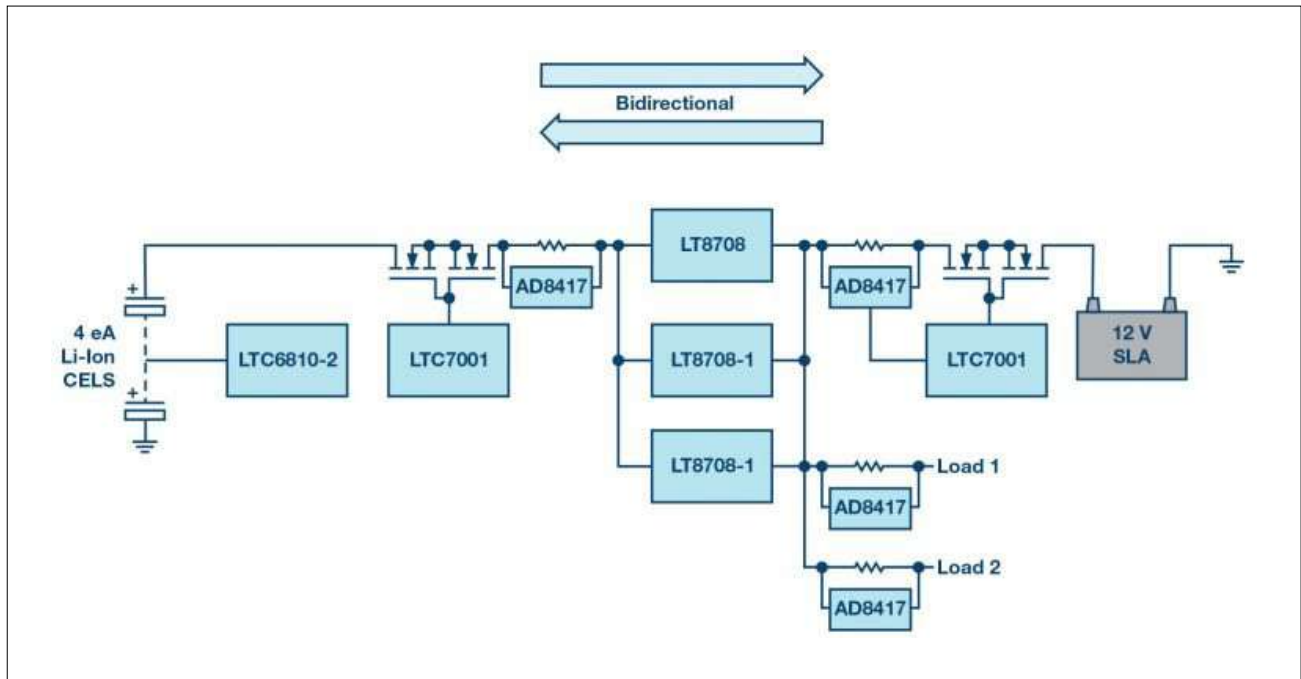 Bidirectional
LT8708
AD8417
AD8417
4 eA
Li-Ion
CELS
+
+
LTC6810-2
LTC7001
LT8708-1
LTC7001
12 V
SLA
LT8708-1
Load 1
AD8417
Load 2
AD8417